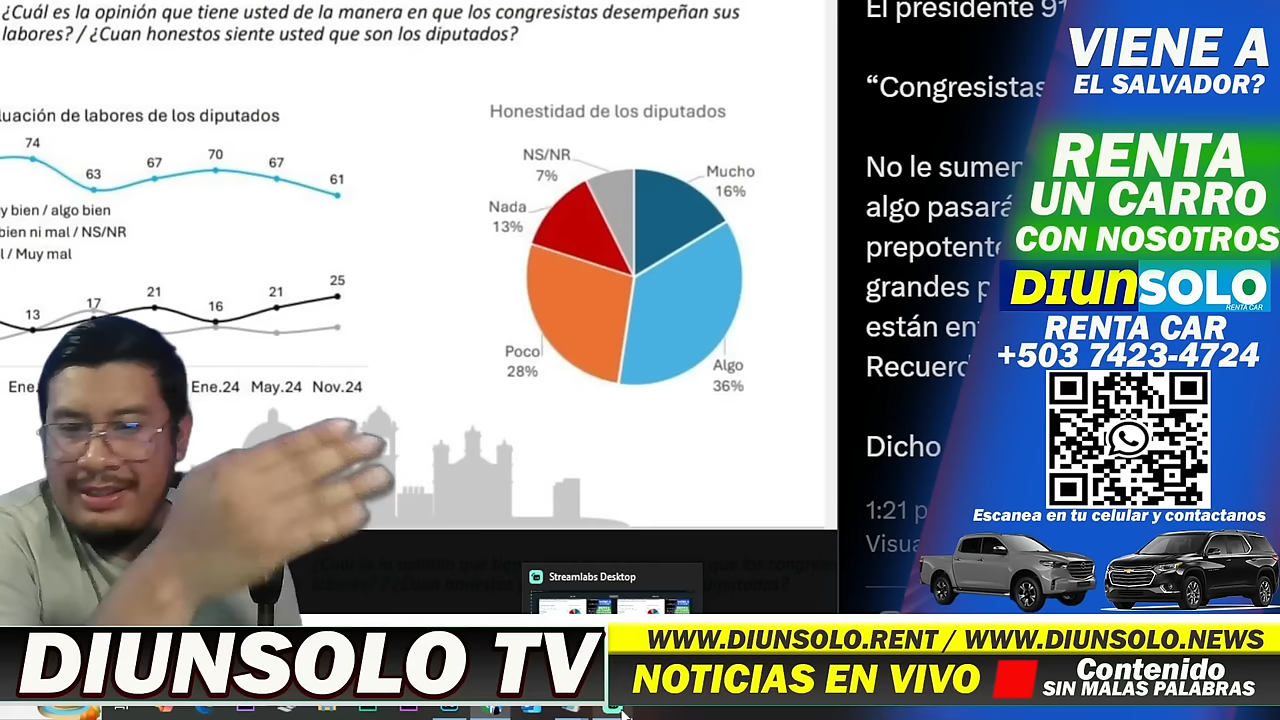 ¿Cuál es la opinión que tiene usted de la manera en que los congresistas desempeñan sus
labores? / ¿Cuan honestos siente usted que son los diputados?
luación de labores de los diputados
74
63
67
70
67
61
y bien / algo bien
bien ni mal / NS/NR
l / Muy mal
13
17
21
16
21
25
Ene.
Ene.24
May.24
Nov.24
Honestidad de los diputados
NS/NR
7%
Mucho
16%
Nada
13%
Poco
28%
Algo
36%
El presidente 91
“Congresistas
No le sumen
algo pasará
prepotente
grandes p
están en
Recuerd
Dicho
1:21 p
Visua
VIENE A
EL SALVADOR?
RENTA
UN CARRO
CON NOSOTROS
DIUNSOLO
RENTA CAR
RENTA CAR
+503 7423-4724
Escanea en tu celular y contactanos
Streamlabs Desktop
DIUNSOLO TV
WWW.DIUNSOLO.RENT / WWW.DIUNSOLO.NEWS
NOTICIAS EN VIVO
Contenido
SIN MALAS PALABRAS